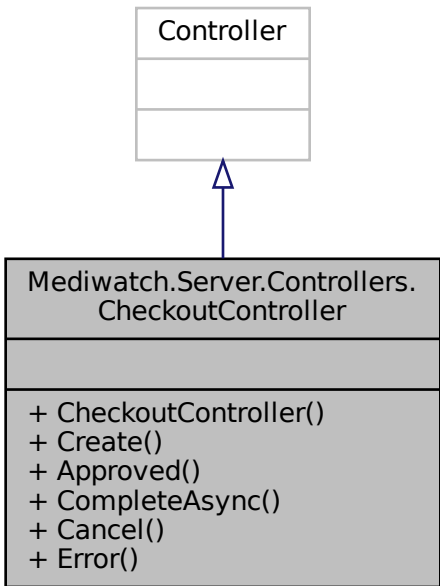 Controller
Mediwatch.Server.Controllers.
CheckoutController
+ CheckoutController()
+ Create()
+ Approved()
+ CompleteAsync()
+ Cancel()
+ Error()